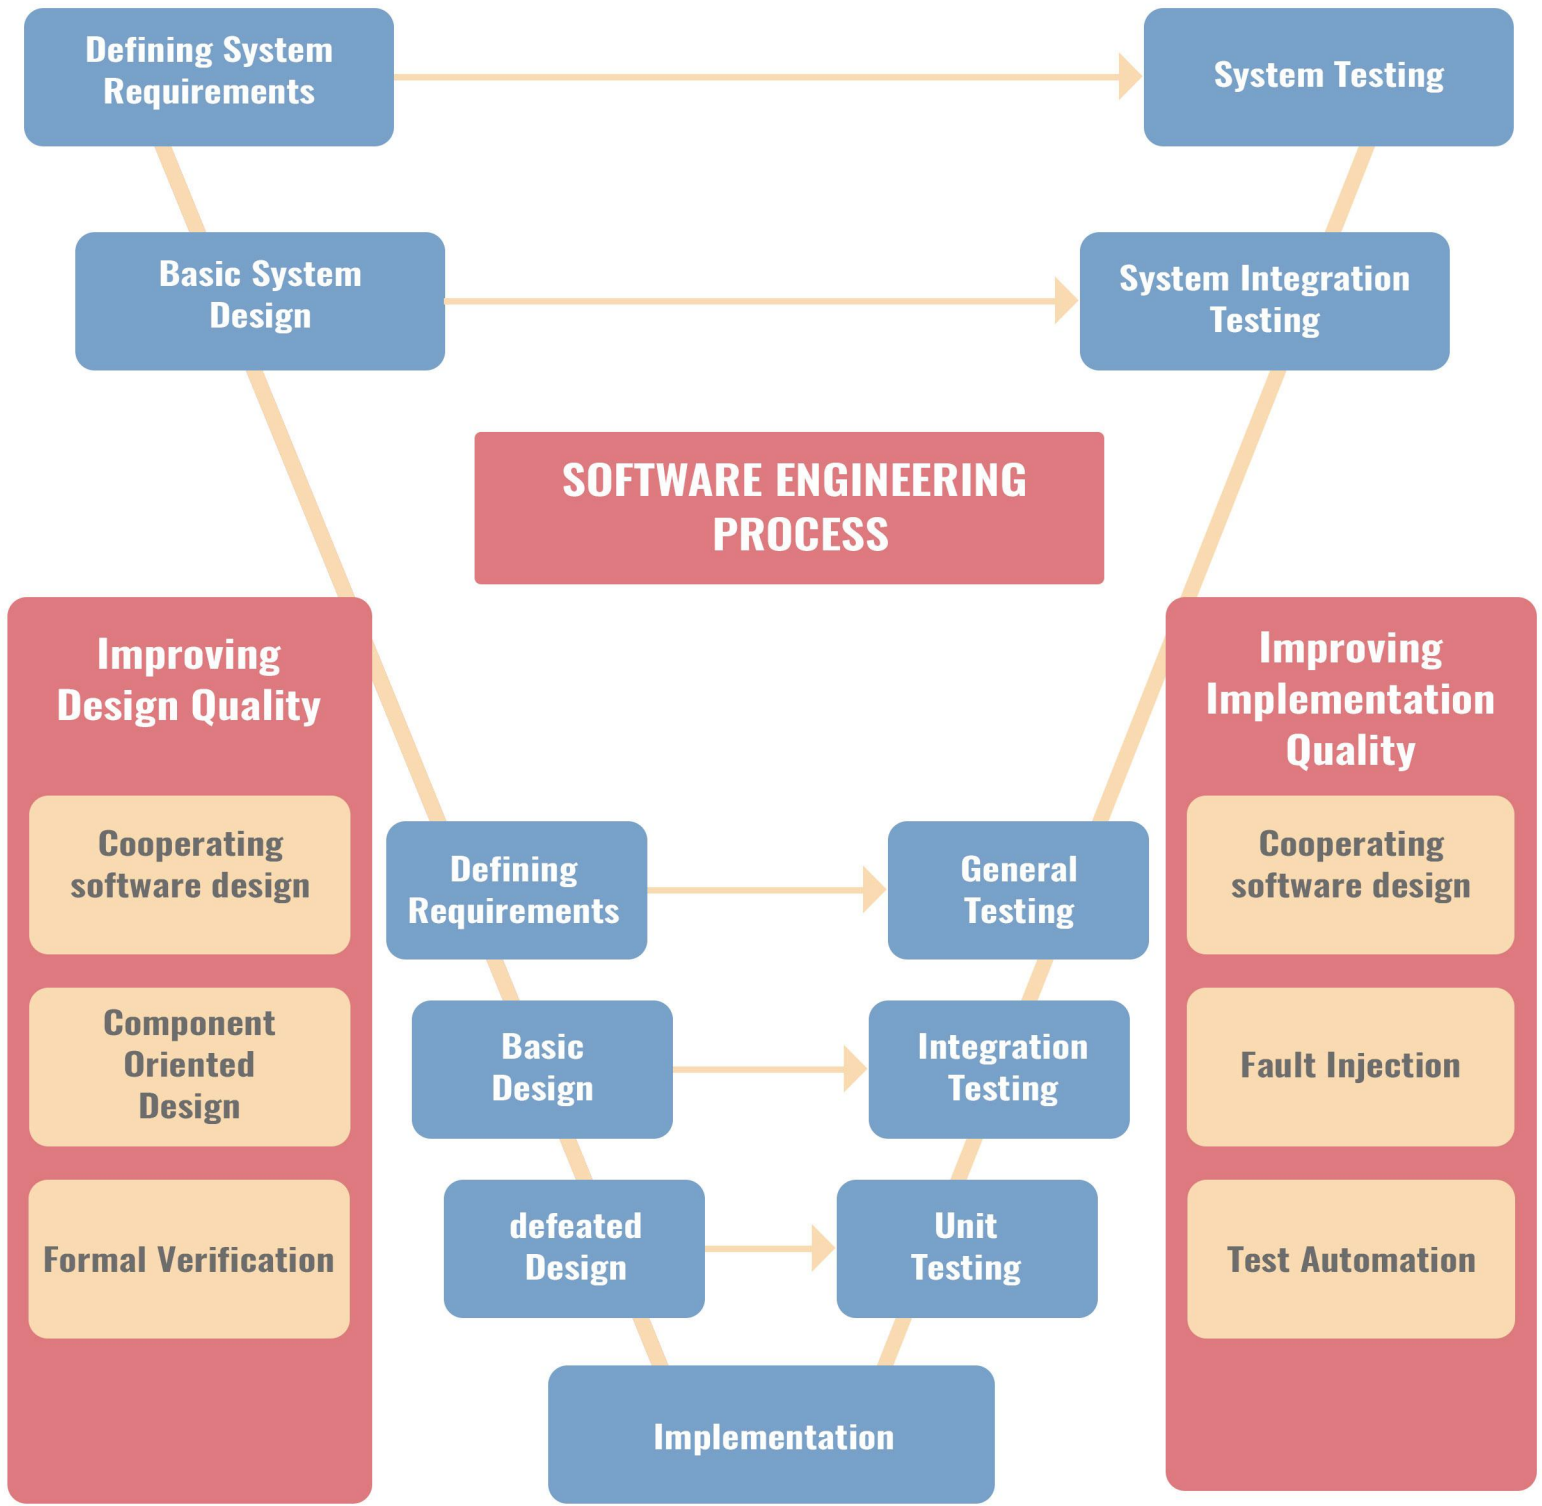 Defining System
Requirements
System Testing
Basic System
Design
System Integration
Testing
SOFTWARE ENGINEERING
PROCESS
Improving
Design Quality
Cooperating
software design
Component
Oriented
Design
Formal Verification
Defining
Requirements
General
Testing
Basic
Design
Integration
Testing
defeated
Design
Unit
Testing
Implementation
Improving
Implementation
Quality
Cooperating
software design
Fault Injection
Test Automation